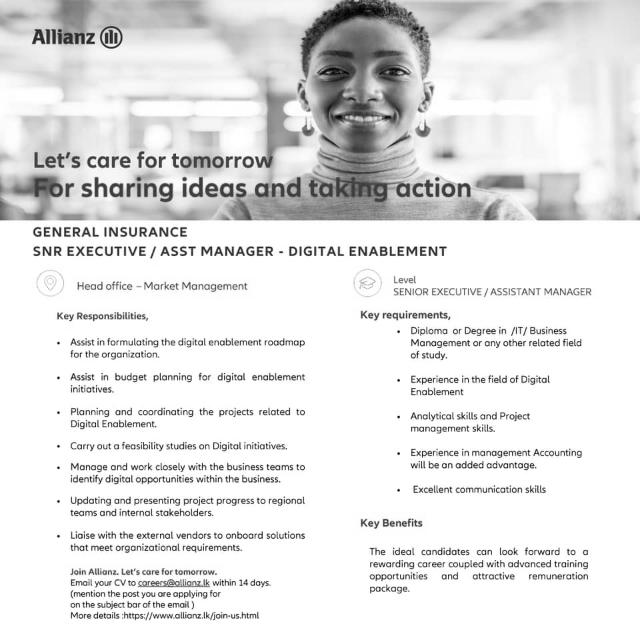 Allianz
Let's care for tomorrow
For sharing ideas and taking action
GENERAL INSURANCE
SNR EXECUTIVE / ASST MANAGER - DIGITAL ENABLEMENT
Head office – Market Management
Key Responsibilities,
• Assist in formulating the digital enablement roadmap
for the organization.
• Assist in budget planning for digital enablement
initiatives.
• Planning and coordinating the projects related to
Digital Enablement.
• Carry out a feasibility studies on Digital initiatives.
• Manage and work closely with the business teams to
identify digital opportunities within the business.
• Updating and presenting project progress to regional
teams and internal stakeholders.
• Liaise with the external vendors to onboard solutions
that meet organizational requirements.
Join Allianz. Let's care for tomorrow.
Email your CV to careers@allianz.lk within 14 days.
(mention the post you are applying for
on the subject bar of the email )
More details :https://www.allianz.lk/join-us.html
Level
SENIOR EXECUTIVE / ASSISTANT MANAGER
Key requirements,
• Diploma or Degree in /IT/ Business
Management or any other related field
of study.
• Experience in the field of Digital
Enablement
• Analytical skills and Project
management skills.
• Experience in management Accounting
will be an added advantage.
• Excellent communication skills
Key Benefits
The ideal candidates can look forward to a
rewarding career coupled with advanced training
opportunities and attractive remuneration
package.